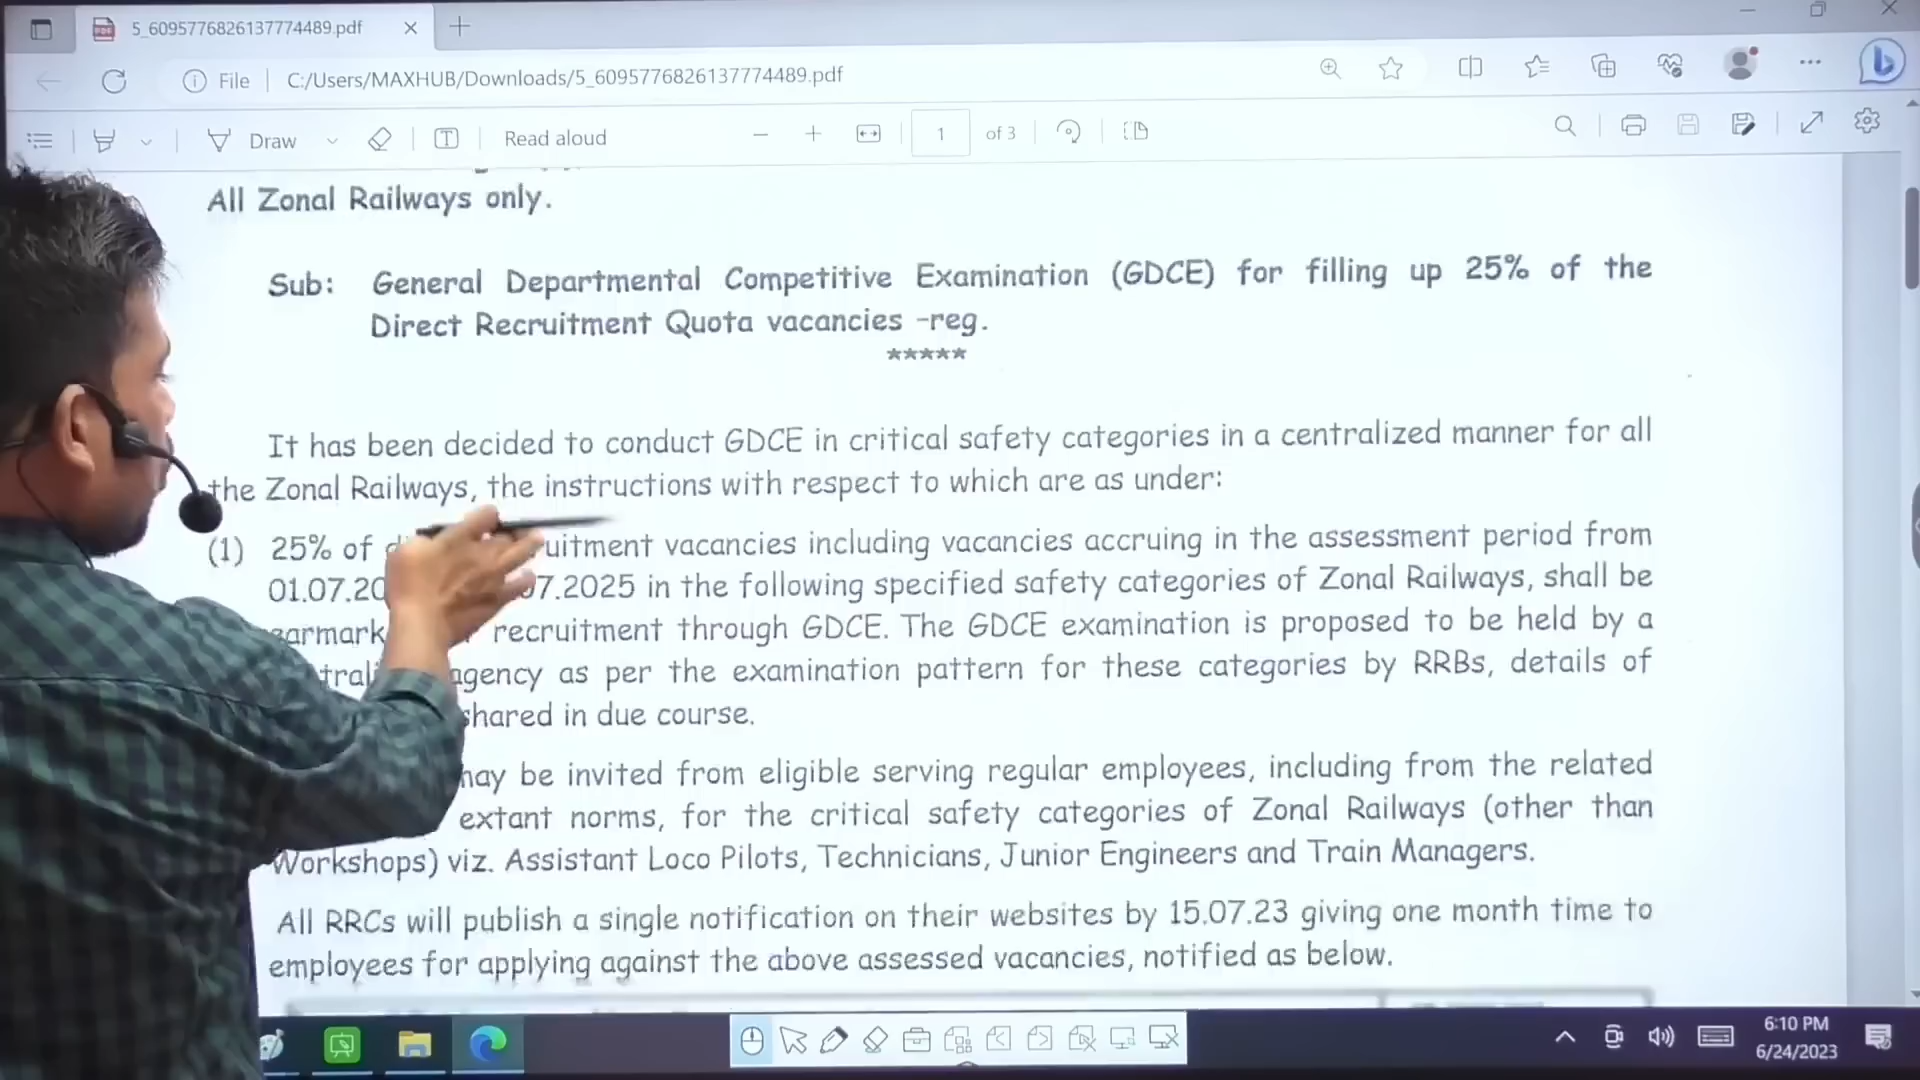 5_6095776826137774489.pdf
File C:/Users/MAXHUB/Downloads/5_6095776826137774489.pdf
Draw Read aloud 1 of 3
All Zonal Railways only.
Sub: General Departmental Competitive Examination (GDCE) for filling up 25% of the
Direct Recruitment Quota vacancies -reg.
*****
It has been decided to conduct GDCE in critical safety categories in a centralized manner for all
the Zonal Railways, the instructions with respect to which are as under:
(1) 25% of uitment vacancies including vacancies accruing in the assessment period from
01.07.20 07.2025 in the following specified safety categories of Zonal Railways, shall be
earmark recruitment through GDCE. The GDCE examination is proposed to be held by a
trali agency as per the examination pattern for these categories by RRBs, details of
shared in due course.
may be invited from eligible serving regular employees, including from the related
extant norms, for the critical safety categories of Zonal Railways (other than
Workshops) viz. Assistant Loco Pilots, Technicians, Junior Engineers and Train Managers.
All RRCs will publish a single notification on their websites by 15.07.23 giving one month time to
employees for applying against the above assessed vacancies, notified as below.
6:10 PM
6/24/2023